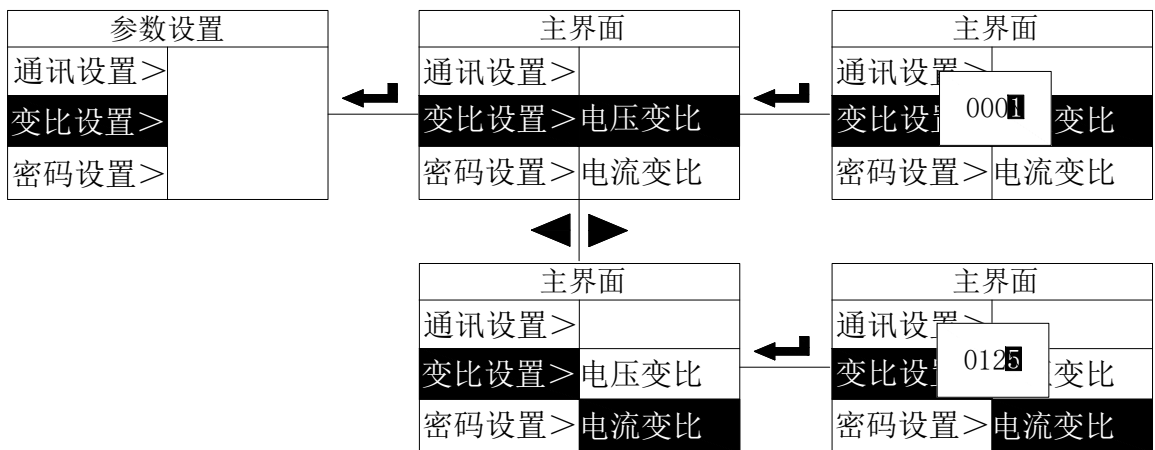 参数设置
通讯设置>
变比设置>
密码设置>
主界面
通讯设置>
变比设置>电压变比
密码设置>电流变比
主界面
通讯设置>
变比设 0001 变比
密码设置>电流变比
主界面
通讯设置>
变比设置>电压变比
密码设置>电流变比
主界面
通讯设置>
变比设 0125 变比
密码设置>电流变比